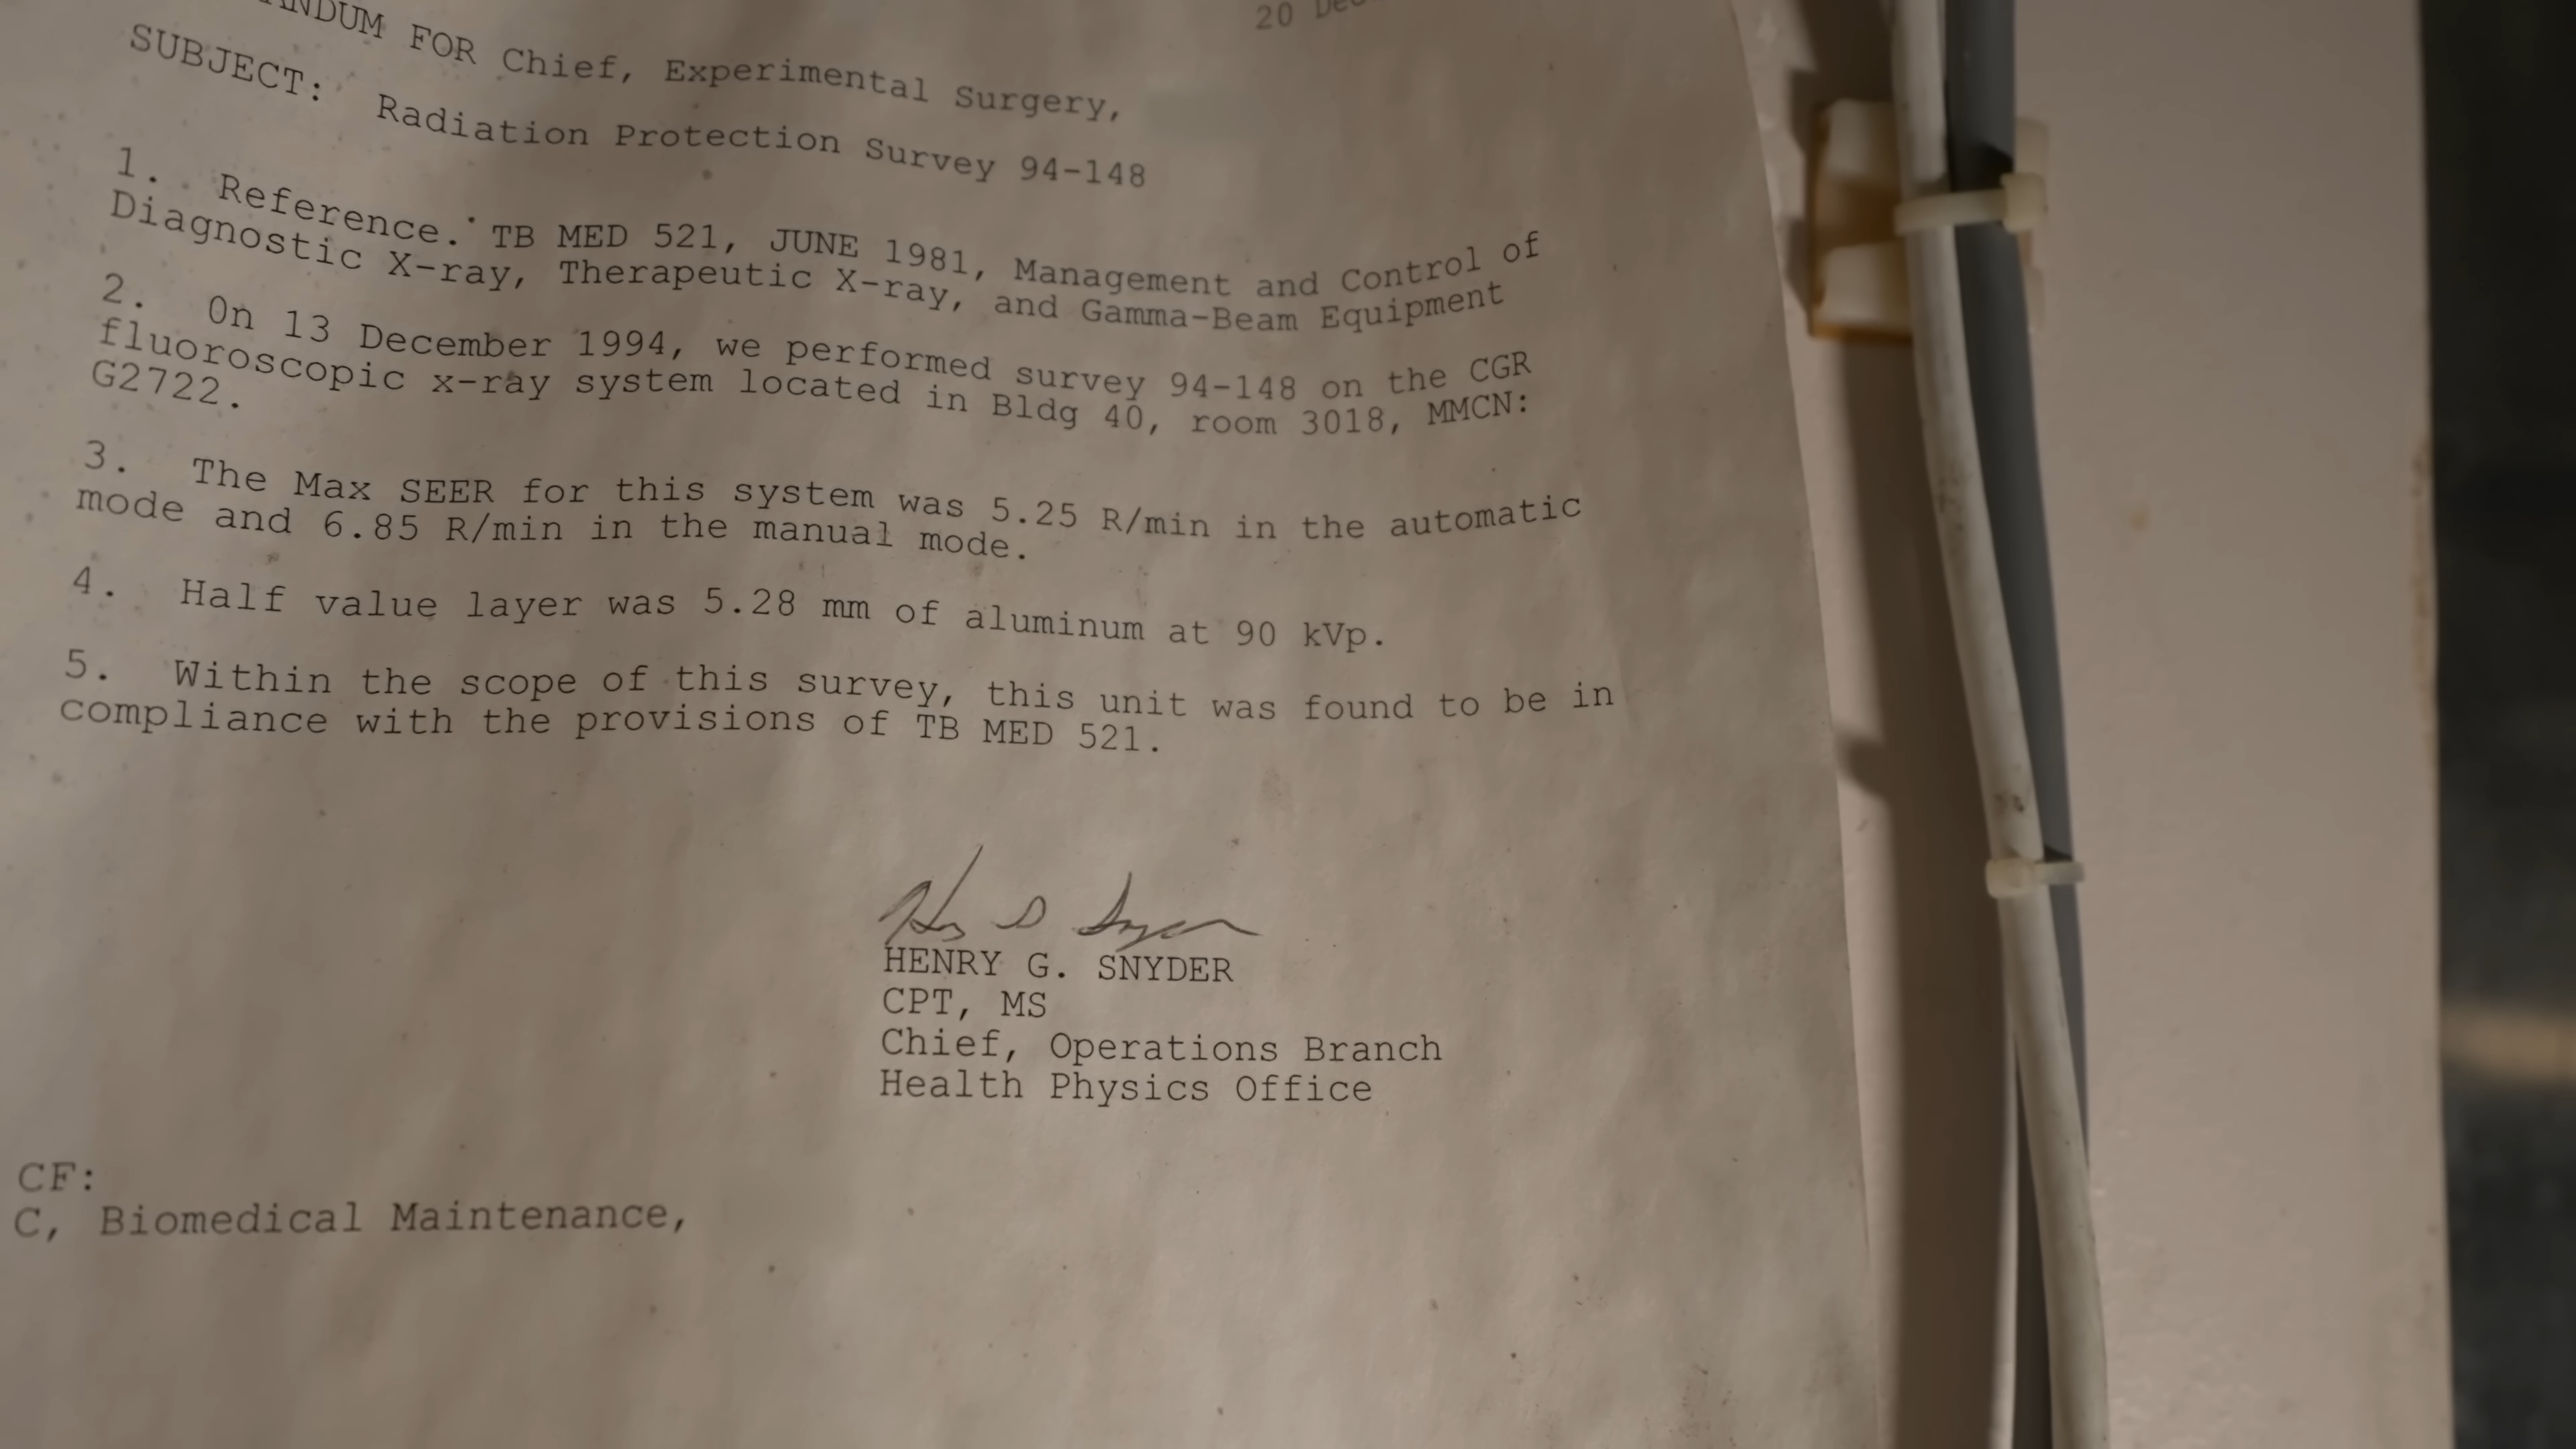 20 Dec
FOR Chief, Experimental Surgery,
SUBJECT: Radiation Protection Survey 94-148
1. Reference. TB MED 521, JUNE 1981, Management and Control of
Diagnostic X-ray, Therapeutic X-ray, and Gamma-Beam Equipment
2. On 13 December 1994, we performed survey 94-148 on the CGR
fluoroscopic x-ray system located in Bldg 40, room 3018, MMCN:
G2722.
3. The Max SEER for this system was 5.25 R/min in the automatic
mode and 6.85 R/min in the manual mode.
4. Half value layer was 5.28 mm of aluminum at 90 kVp.
5. Within the scope of this survey, this unit was found to be in
compliance with the provisions of TB MED 521.
HENRY G. SNYDER
CPT, MS
Chief, Operations Branch
Health Physics Office
CF:
C, Biomedical Maintenance,